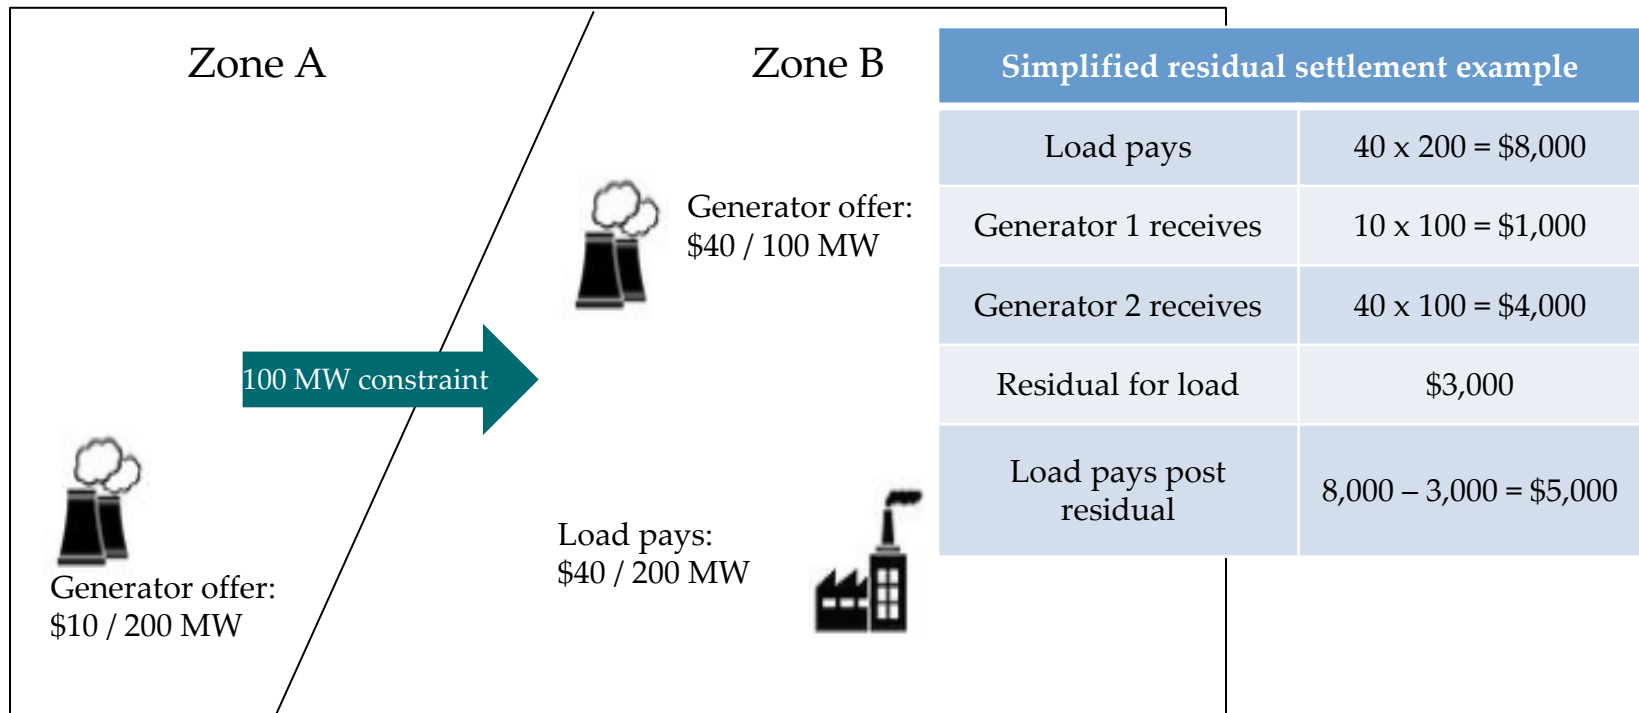 Zone A
Zone B
Generator offer:
$40 / 100 MW
100 MW constraint
Generator offer:
$10 / 200 MW
Load pays:
$40 / 200 MW
Simplified residual settlement example
Load pays
40 x 200 = $8,000
Generator 1 receives
10 x 100 = $1,000
Generator 2 receives
40 x 100 = $4,000
Residual for load
$3,000
Load pays post
residual
8,000 – 3,000 = $5,000